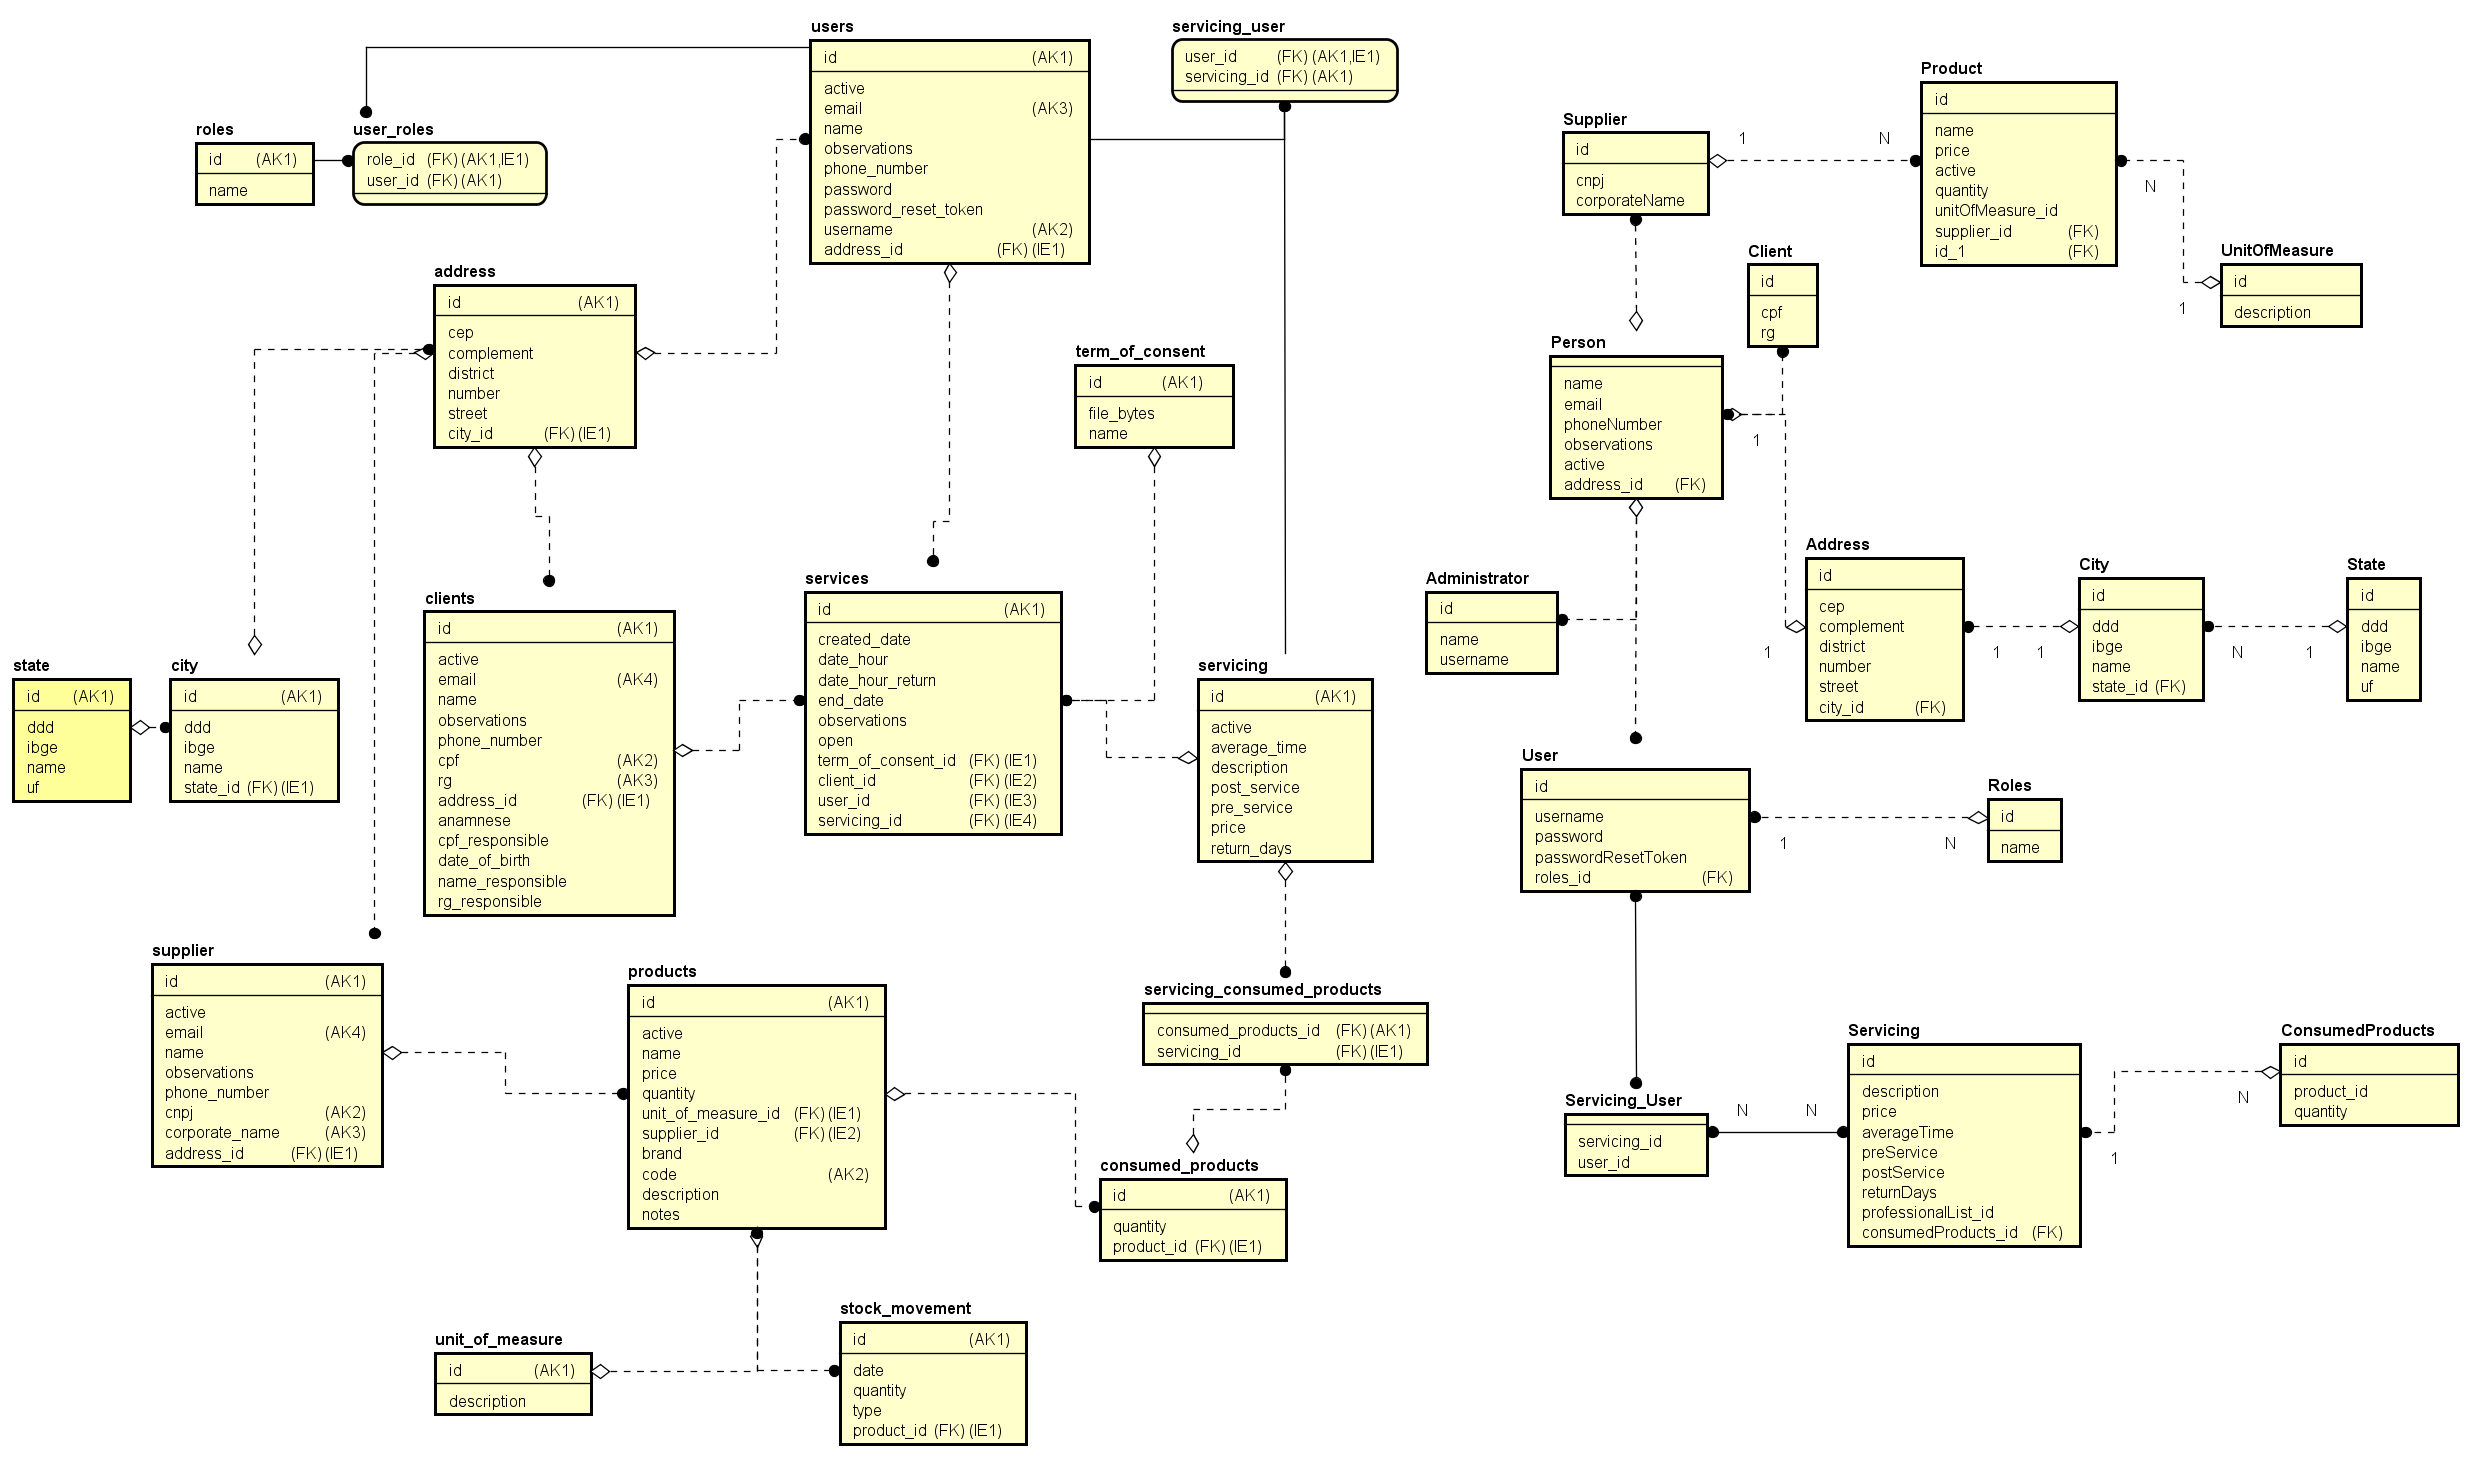 users
id (AK1)
active
email (AK3)
name
observations
phone_number
password
password_reset_token
username (AK2)
address_id (FK) (IE1)
servicing_user
user_id (FK) (AK1,IE1)
servicing_id (FK) (AK1)
roles
id (AK1)
name
user_roles
role_id (FK) (AK1,IE1)
user_id (FK) (AK1)
address
id (AK1)
cep
complement
district
number
street
city_id (FK) (IE1)
term_of_consent
id (AK1)
file_bytes
name
state
id (AK1)
ddd
ibge
name
uf
city
id (AK1)
ddd
ibge
name
state_id (FK) (IE1)
clients
id (AK1)
active
email (AK4)
name
observations
phone_number
cpf (AK2)
rg (AK3)
address_id (FK) (IE1)
anamnese
cpf_responsible
date_of_birth
name_responsible
rg_responsible
services
id (AK1)
created_date
date_hour
date_hour_return
end_date
observations
open
term_of_consent_id (FK) (IE1)
client_id (FK) (IE2)
user_id (FK) (IE3)
servicing_id (FK) (IE4)
servicing
id (AK1)
active
average_time
description
post_service
pre_service
price
return_days
supplier
id (AK1)
active
email (AK4)
name
observations
phone_number
cnpj (AK2)
corporate_name (AK3)
address_id (FK) (IE1)
products
id (AK1)
active
name
price
quantity
unit_of_measure_id (FK) (IE1)
supplier_id (FK) (IE2)
brand
code (AK2)
description
notes
servicing_consumed_products
consumed_products_id (FK) (AK1)
servicing_id (FK) (IE1)
consumed_products
id (AK1)
quantity
product_id (FK) (IE1)
unit_of_measure
id (AK1)
description
stock_movement
id (AK1)
date
quantity
type
product_id (FK) (IE1)
Supplier
id
cnpj
corporateName
1 N
Product
id
name
price
active
quantity
unitOfMeasure_id
supplier_id (FK)
id_1 (FK)
N
1
UnitOfMeasure
id
description
Client
id
cpf
rg
Person
name
email
phoneNumber
observations
active
address_id (FK)
1
1
Address
id
cep
complement
district
number
street
city_id (FK)
1 1
City
id
ddd
ibge
name
state_id (FK)
N 1
State
id
ddd
ibge
name
uf
Administrator
id
name
username
User
id
username
password
passwordResetToken
roles_id (FK)
1 N
Roles
id
name
Servicing_User
servicing_id
user_id
N N
Servicing
id
description
price
averageTime
preService
postService
returnDays
professionalList_id
consumedProducts_id (FK)
1
N
ConsumedProducts
id
product_id
quantity